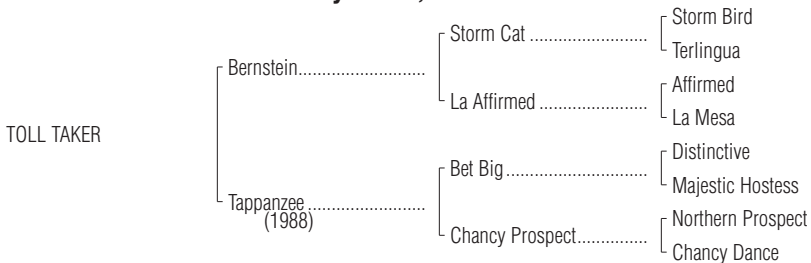 Storm Bird
Storm Cat ..........................
Terlingua
Bernstein............................
Affirmed
La Affirmed ........................
La Mesa
TOLL TAKER
Distinctive
Bet Big ...............................
Majestic Hostess
Tappanzee ..........................
(1988)
Northern Prospect
Chancy Prospect................
Chancy Dance